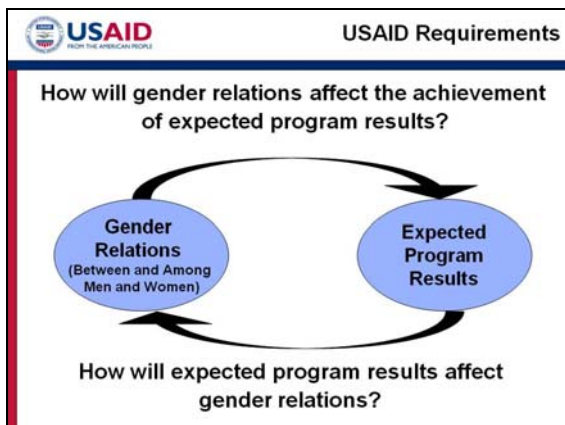 USAID
FROM THE AMERICAN PEOPLE
USAID Requirements
How will gender relations affect the achievement
of expected program results?
Gender
Relations
(Between and Among
Men and Women)
Expected
Program
Results
How will expected program results affect
gender relations?